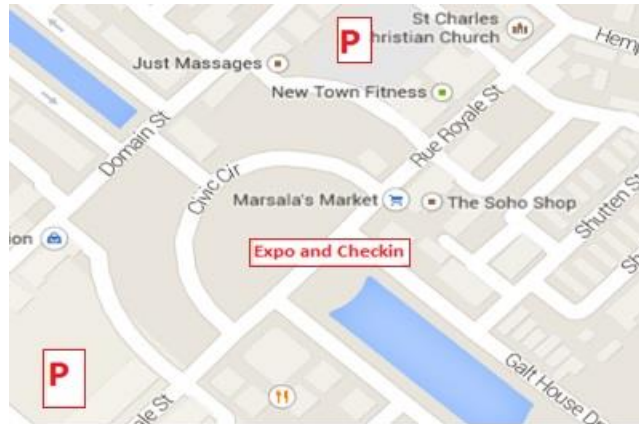 St Charles
hristian Church
P
Just Massages
Hemp
New Town Fitness
Rue Royale St
Domain St
Civic Cir
Marsala's Market
The Soho Shop
Shutten St
ion
Expo and Checkin
Sh
Galt House Dr
P
ale St